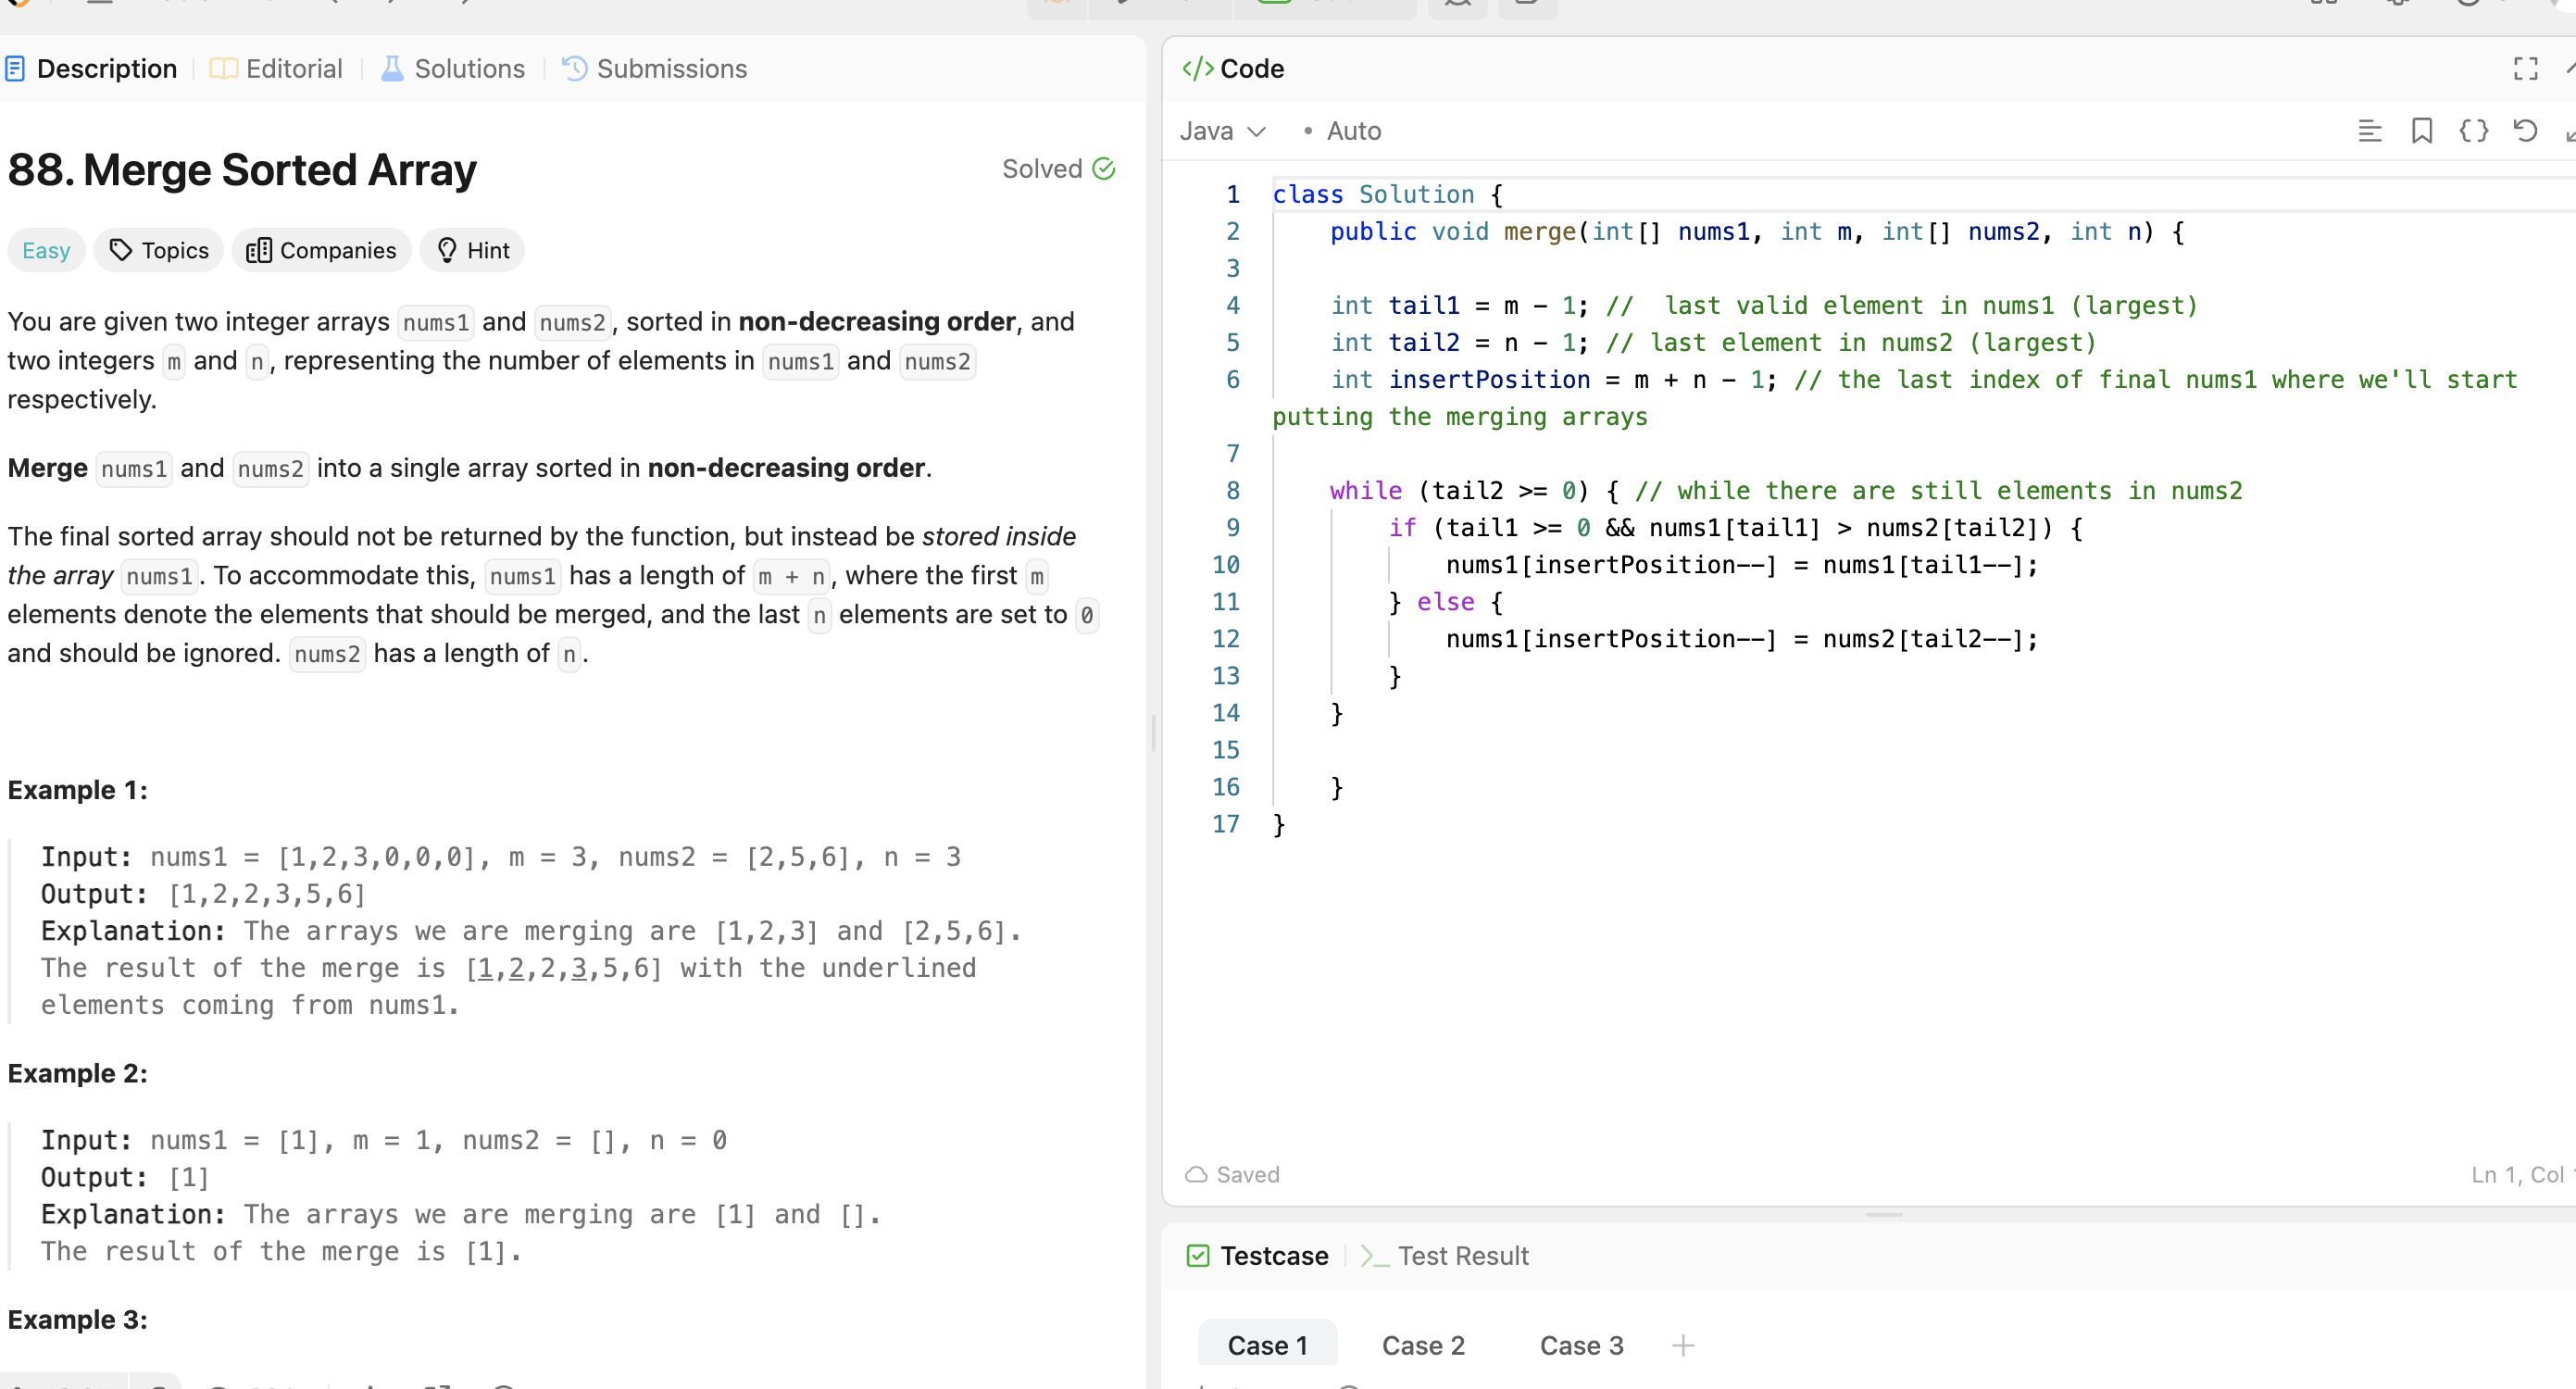 Description
Editorial
Solutions
Submissions
88. Merge Sorted Array
Solved
Easy
Topics
Companies
Hint
You are given two integer arrays nums1 and nums2, sorted in non-decreasing order, and
two integers m and n, representing the number of elements in nums1 and nums2
respectively.
Merge nums1 and nums2 into a single array sorted in non-decreasing order.
The final sorted array should not be returned by the function, but instead be stored inside
the array nums1. To accommodate this, nums1 has a length of m + n, where the first m
elements denote the elements that should be merged, and the last n elements are set to 0
and should be ignored. nums2 has a length of n.
Example 1:
Input: nums1 = [1,2,3,0,0,0], m = 3, nums2 = [2,5,6], n = 3
Output: [1,2,2,3,5,6]
Explanation: The arrays we are merging are [1,2,3] and [2,5,6].
The result of the merge is [1,2,2,3,5,6] with the underlined
elements coming from nums1.
Example 2:
Input: nums1 = [1], m = 1, nums2 = [], n = 0
Output: [1]
Explanation: The arrays we are merging are [1] and [].
The result of the merge is [1].
Example 3:
</> Code
Java • Auto
1 class Solution {
2     public void merge(int[] nums1, int m, int[] nums2, int n) {
3
4     int tail1 = m - 1; //  last valid element in nums1 (largest)
5     int tail2 = n - 1; // last element in nums2 (largest)
6     int insertPosition = m + n - 1; // the last index of final nums1 where we'll start
putting the merging arrays
7
8     while (tail2 >= 0) { // while there are still elements in nums2
9         if (tail1 >= 0 && nums1[tail1] > nums2[tail2]) {
10             nums1[insertPosition--] = nums1[tail1--];
11         } else {
12             nums1[insertPosition--] = nums2[tail2--];
13         }
14     }
15
16     }
17 }
Saved
Ln 1, Col
Testcase
>_ Test Result
Case 1
Case 2
Case 3
+